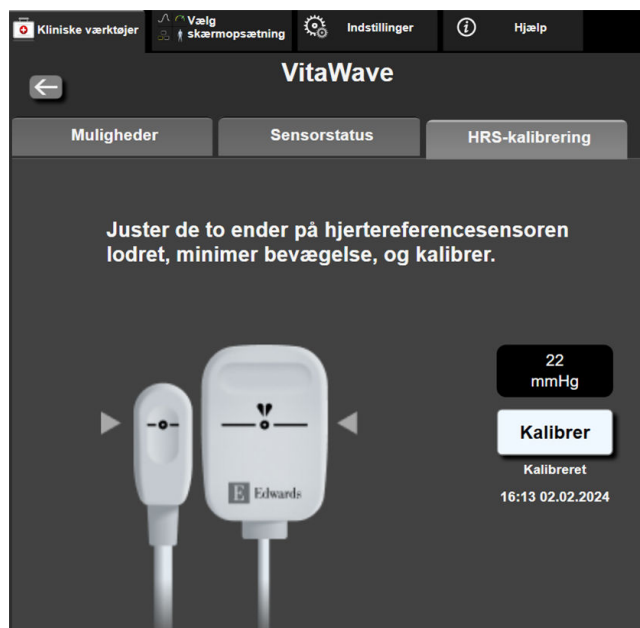 Kliniske værktøjer
Vælg
skærmopsætning
Indstillinger
Hjælp
VitaWave
Muligheder
Sensorstatus
HRS-kalibrering
Juster de to ender på hjertereferencesensoren
lodret, minimer bevægelse, og kalibrer.
22
mmHg
Kalibrer
Kalibreret
16:13 02.02.2024
E Edwards